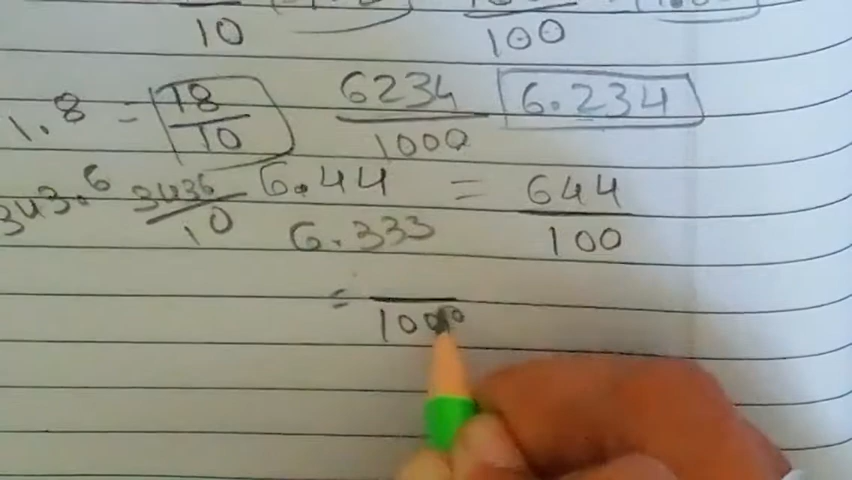 10 100
1.8 = 18/10 6234/1000 6.234
343.6 3436/10 6.44 = 644/100
6.333
= /1000